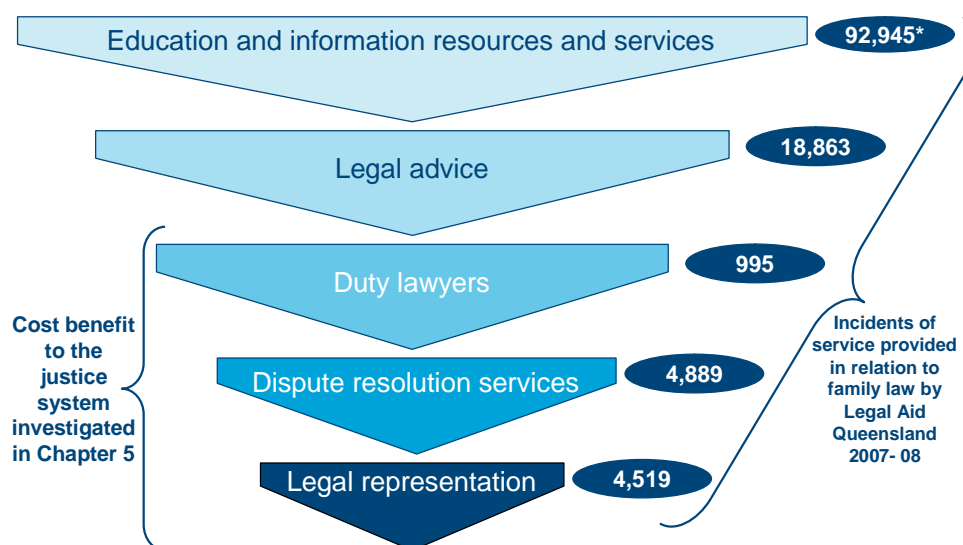 Education and information resources and services
92,945*
Legal advice
18,863
Duty lawyers
995
Dispute resolution services
4,889
Legal representation
4,519
Cost benefit
to the
justice
system
investigated
in Chapter 5
Incidents of
service provided
in relation to
family law by
Legal Aid
Queensland
2007- 08